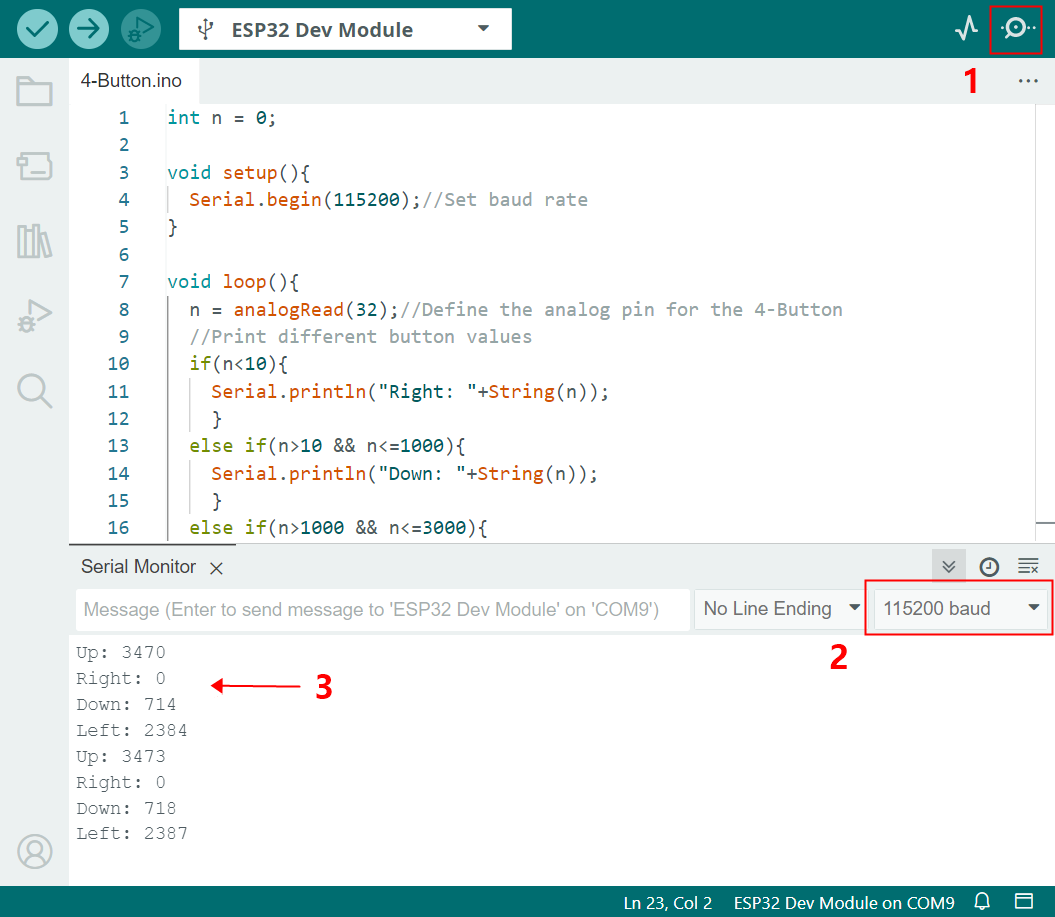 ESP32 Dev Module
1
4-Button.ino
1 int n = 0;
2
3 void setup(){
4 Serial.begin(115200);//Set baud rate
5 }
6
7 void loop(){
8 n = analogRead(32);//Define the analog pin for the 4-Button
9 //Print different button values
10 if(n<10){
11 Serial.println("Right: "+String(n));
12 }
13 else if(n>10 && n<=1000){
14 Serial.println("Down: "+String(n));
15 }
16 else if(n>1000 && n<=3000){
Serial Monitor
Message (Enter to send message to 'ESP32 Dev Module' on 'COM9') No Line Ending 115200 baud
2
Up: 3470
Right: 0
3
Down: 714
Left: 2384
Up: 3473
Right: 0
Down: 718
Left: 2387
Ln 23, Col 2 ESP32 Dev Module on COM9